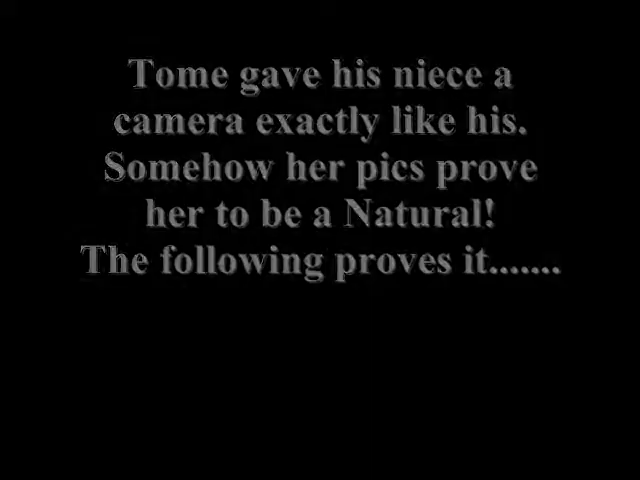 Tome gave his niece a
camera exactly like his.
Somehow her pics prove
her to be a Natural!
The following proves it.......